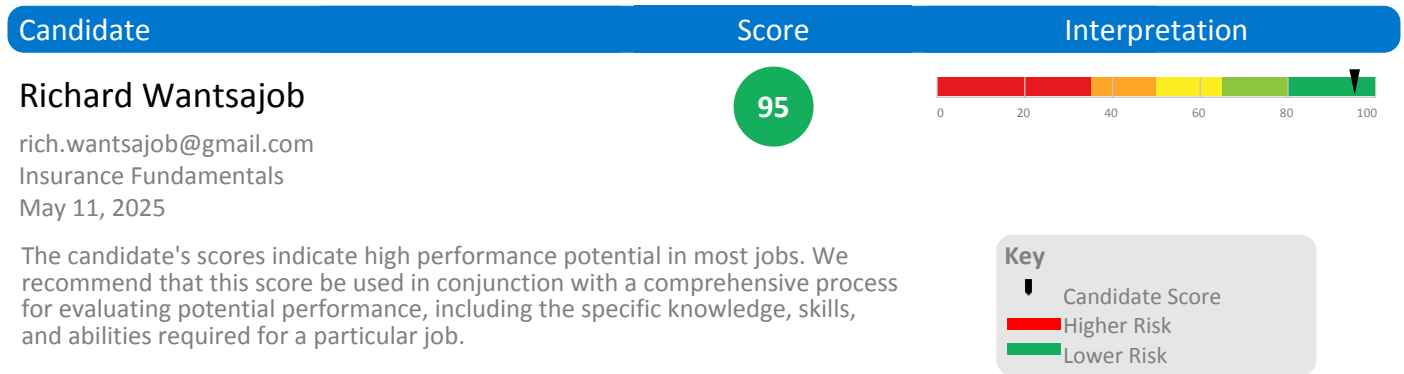 Candidate Score Interpretation
Richard Wantsajob
95
0 20 40 60 80 100
rich.wantsajob@gmail.com
Insurance Fundamentals
May 11, 2025
The candidate's scores indicate high performance potential in most jobs. We
recommend that this score be used in conjunction with a comprehensive process
for evaluating potential performance, including the specific knowledge, skills,
and abilities required for a particular job.
Key
Candidate Score
Higher Risk
Lower Risk